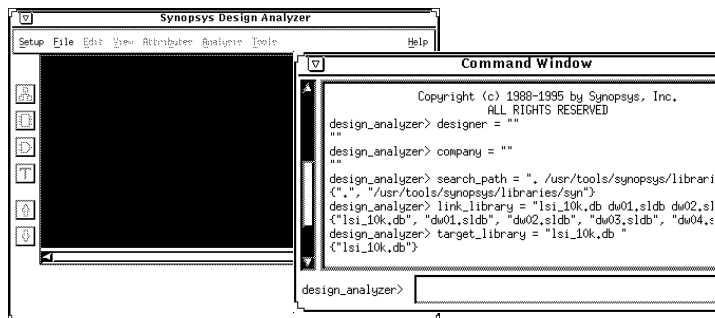 Synopsys Design Analyzer
Setup File Edit View Attributes Analysis Tools Help
Command Window
Copyright (c) 1988-1995 by Synopsys, Inc.
ALL RIGHTS RESERVED
design_analyzer> designer = ""
""
design_analyzer> company = ""
""
design_analyzer> search_path = ". /usr/tools/synopsys/librari
{".", "/usr/tools/synopsys/libraries/syn"}
design_analyzer> link_library = "lsi_10k.db dw01.sldb dw02.sl
{"lsi_10k.db", "dw01.sldb", "dw02.sldb", "dw03.sldb", "dw04.s
design_analyzer> target_library = "lsi_10k.db "
{"lsi_10k.db"}
design_analyzer>